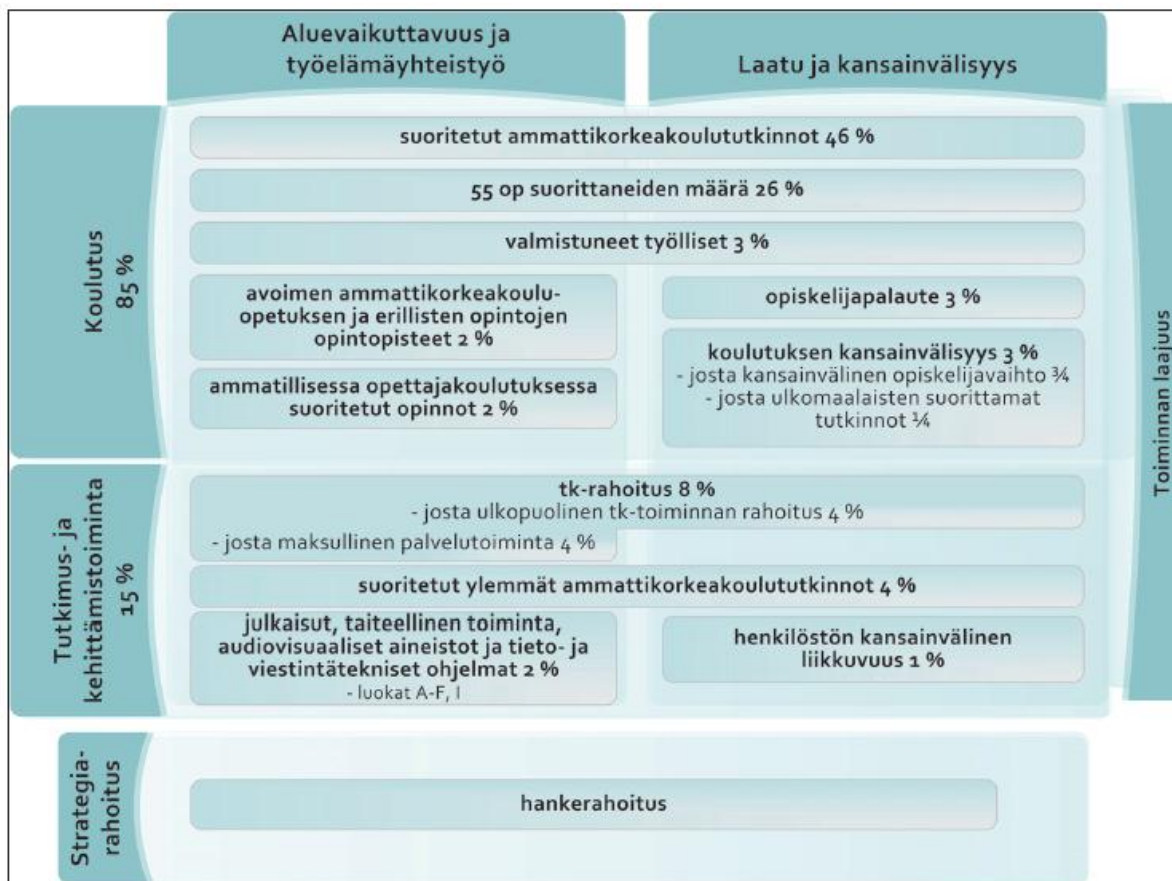 Aluevaikuttavuus ja
työelämäyhteistyö
Laatu ja kansainvälisyys
Koulutus
85 %
suoritetut ammattikorkeakoulututkinnot 46 %
55 op suorittaneiden määrä 26 %
valmistuneet työlliset 3 %
avoimen ammattikorkeakoulu-
opetuksen ja erillisten opintojen
opintopisteet 2 %
ammatillisessa opettajakoulutuksessa
suoritetut opinnot 2 %
opiskelijapalaute 3 %
koulutuksen kansainvälisyys 3 %
- josta kansainvälinen opiskelijavaihto ¾
- josta ulkomaalaisten suorittamat
tutkinnot ¼
Toiminnan laajuus
Tutkimus- ja
kehittämistoiminta
15 %
tk-rahoitus 8 %
- josta ulkopuolinen tk-toiminnan rahoitus 4 %
- josta maksullinen palvelutoiminta 4 %
suoritetut ylemmät ammattikorkeakoulututkinnot 4 %
julkaisut, taiteellinen toiminta,
audiovisuaaliset aineistot ja tieto- ja
viestintätekniset ohjelmat 2 %
- luokat A-F, I
henkilöstön kansainvälinen
liikkuvuus 1 %
Strategia-
rahoitus
hankerahoitus